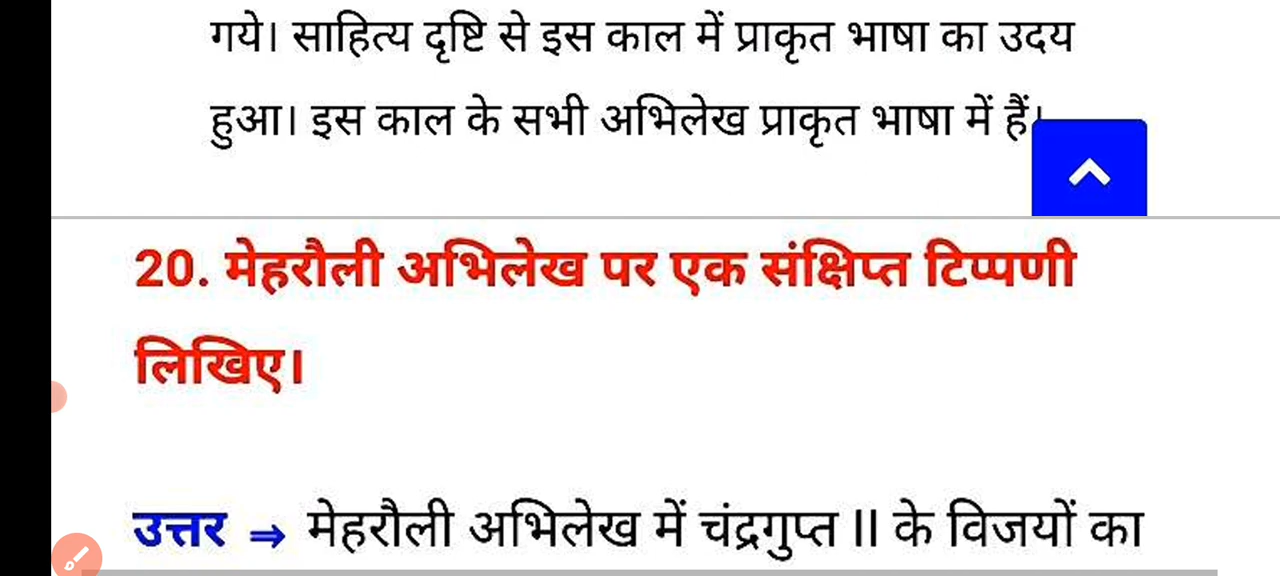 गये। साहित्य दृष्टि से इस काल में प्राकृत भाषा का उदय
हुआ। इस काल के सभी अभिलेख प्राकृत भाषा में हैं।
20. मेहरौली अभिलेख पर एक संक्षिप्त टिप्पणी
लिखिए।
उत्तर ⇒ मेहरौली अभिलेख में चंद्रगुप्त II के विजयों का